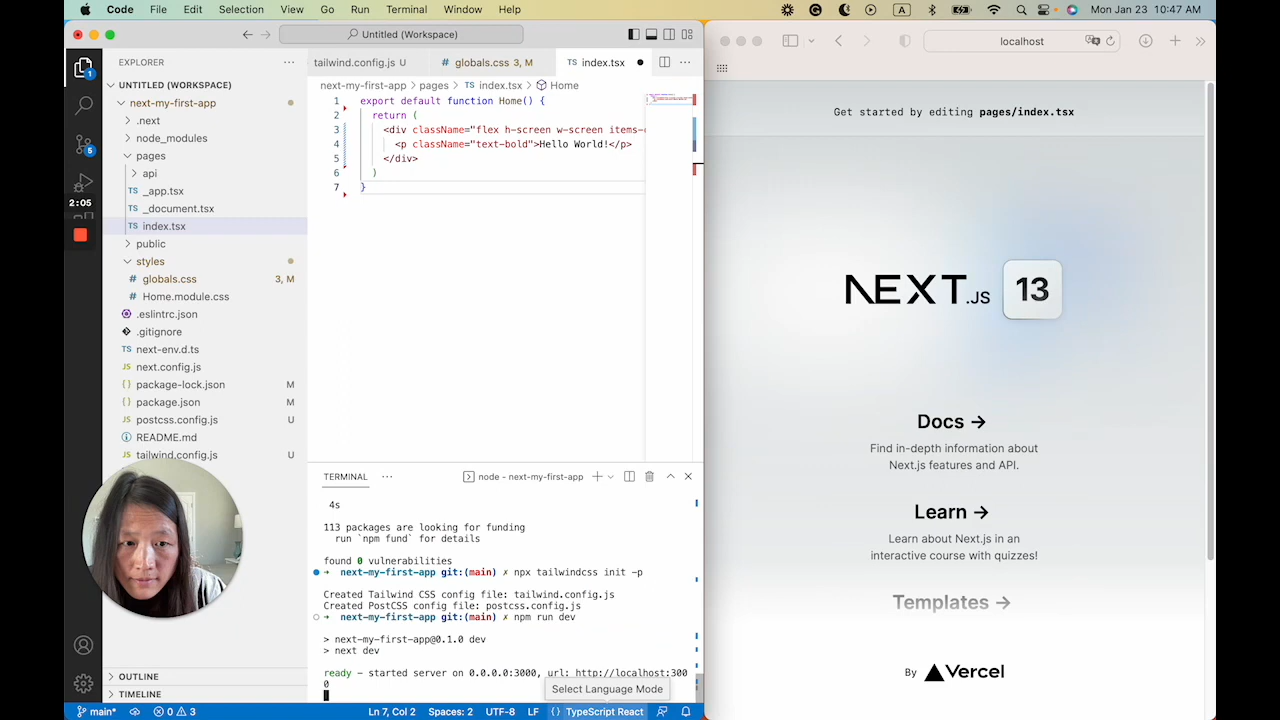 Code File Edit Selection View Go Run Terminal Window Help
A
Mon Jan 23 10:47 AM
Untitled (Workspace)
localhost
EXPLORER
UNTITLED (WORKSPACE)
next-my-first-app
.next
node_modules
pages
api
TS _app.tsx
TS _document.tsx
TS index.tsx
public
styles
# globals.css 3, M
# Home.module.css
.eslintrc.json
.gitignore
TS next-env.d.ts
JS next.config.js
{} package-lock.json M
{} package.json M
JS postcss.config.js U
README.md
JS tailwind.config.js U
OUTLINE
TIMELINE
1
5
2:05
tailwind.config.js U
# globals.css 3, M
TS index.tsx
next-my-first-app > pages > TS index.tsx > Home
1 export default function Home() {
2 return (
3 <div className="flex h-screen w-screen items-
4 <p className="text-bold">Hello World!</p>
5 </div>
6 )
7 }
TERMINAL
node - next-my-first-app
4s
113 packages are looking for funding
run `npm fund` for details
found 0 vulnerabilities
➜ next-my-first-app git:(main) ✗ npx tailwindcss init -p
Created Tailwind CSS config file: tailwind.config.js
Created PostCSS config file: postcss.config.js
➜ next-my-first-app git:(main) ✗ npm run dev
> next-my-first-app@0.1.0 dev
> next dev
ready - started server on 0.0.0.0:3000, url: http://localhost:300
0
Select Language Mode
main* 0 3 Ln 7, Col 2 Spaces: 2 UTF-8 LF {} TypeScript React
Get started by editing pages/index.tsx
NEXT.JS 13
Docs →
Find in-depth information about
Next.js features and API.
Learn →
Learn about Next.js in an
interactive course with quizzes!
Templates →
By Vercel